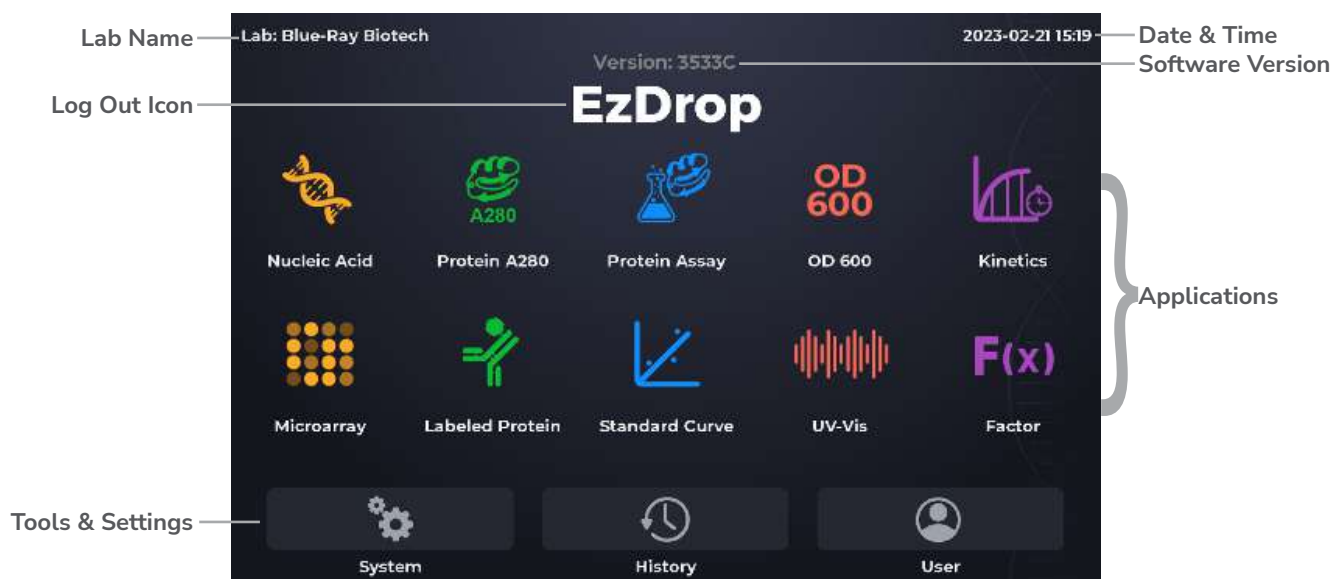 Lab Name
Lab: Blue-Ray Biotech
2023-02-21 15:19
Date & Time
Version: 3533C
Software Version
Log Out Icon
EzDrop
OD
600
A280
Nucleic Acid
Protein A280
Protein Assay
OD 600
Kinetics
Applications
F(x)
Microarray
Labeled Protein
Standard Curve
UV-Vis
Factor
Tools & Settings
System
History
User